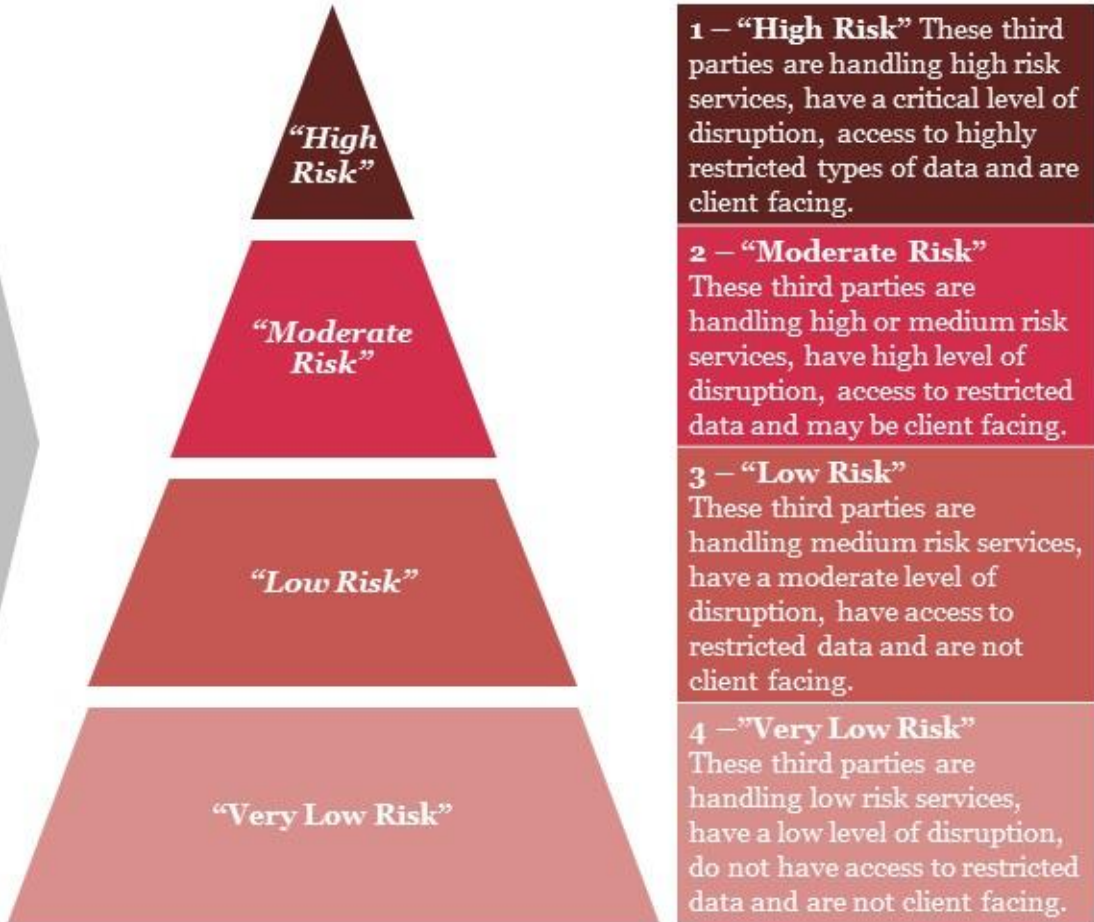 “High
Risk”
“Moderate
Risk”
“Low Risk”
“Very Low Risk”
1 – “High Risk” These third
parties are handling high risk
services, have a critical level of
disruption, access to highly
restricted types of data and are
client facing.
2 – “Moderate Risk”
These third parties are
handling high or medium risk
services, have high level of
disruption, access to restricted
data and may be client facing.
3 – “Low Risk”
These third parties are
handling medium risk services,
have a moderate level of
disruption, have access to
restricted data and are not
client facing.
4 –”Very Low Risk”
These third parties are
handling low risk services,
have a low level of disruption,
do not have access to restricted
data and are not client facing.